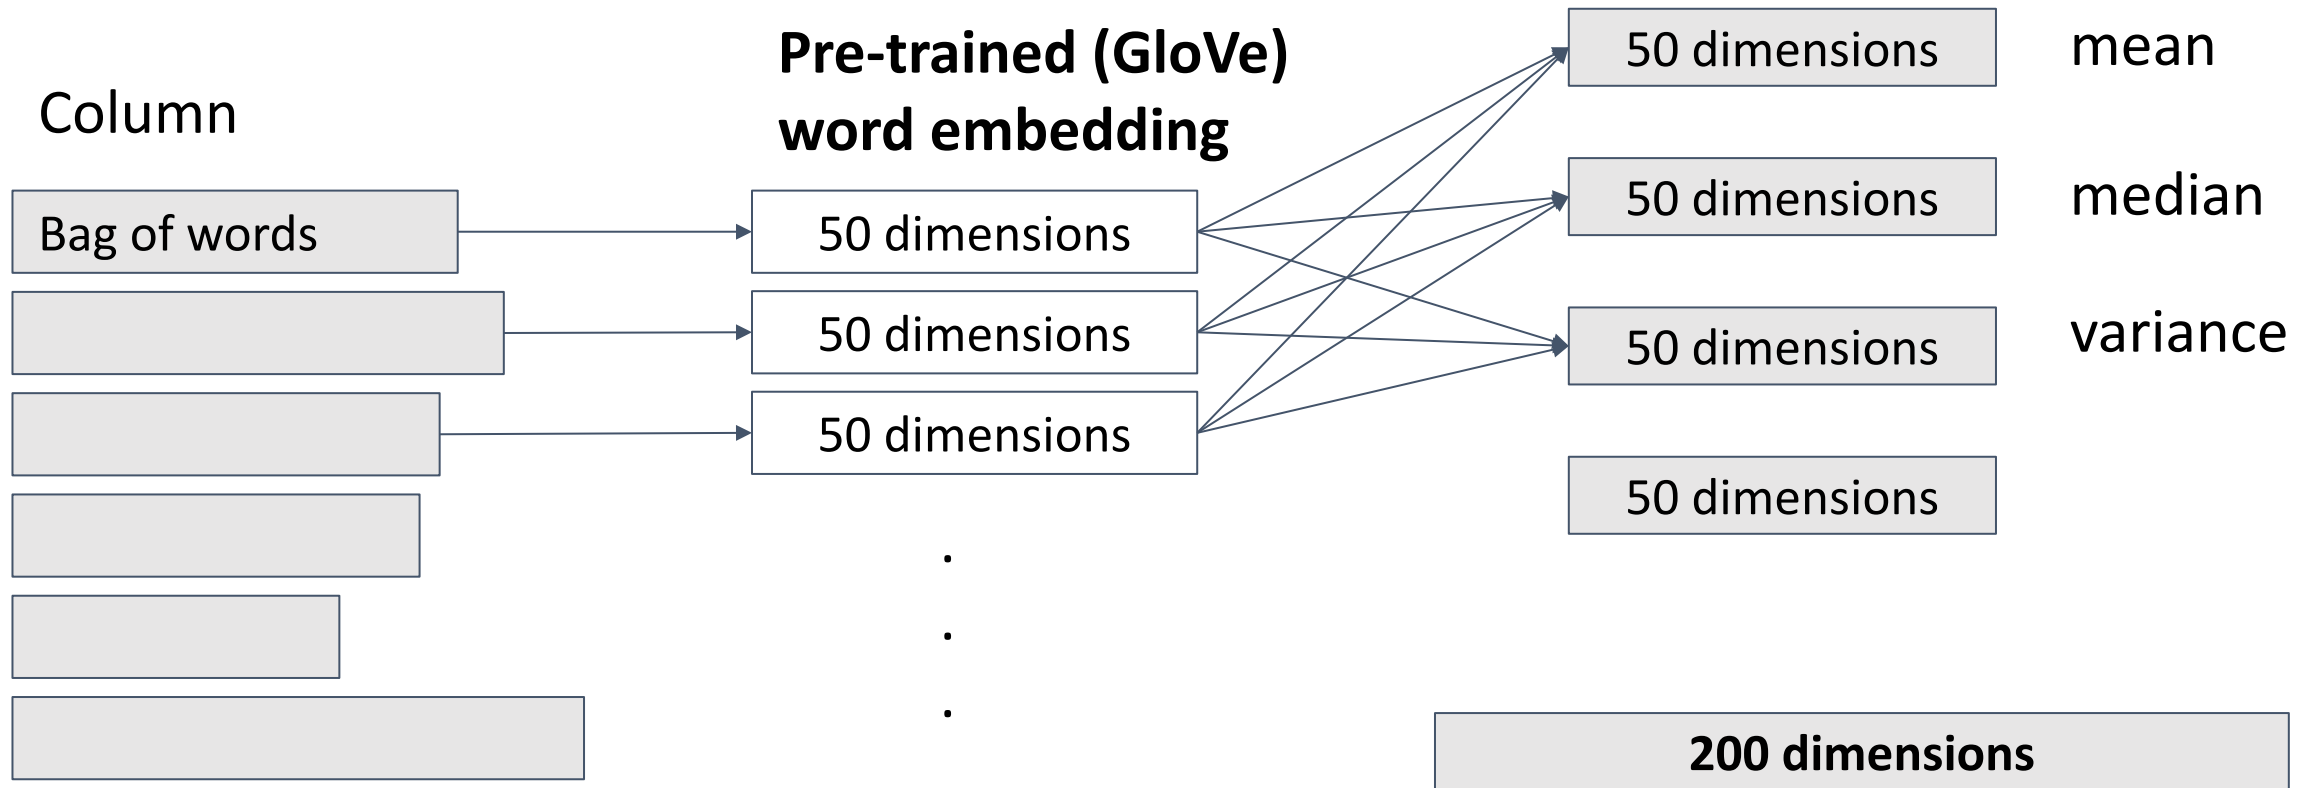 Column
Bag of words
Pre-trained (GloVe)
word embedding
50 dimensions
50 dimensions
50 dimensions
.
.
.
50 dimensions
mean
50 dimensions
median
50 dimensions
variance
50 dimensions
200 dimensions